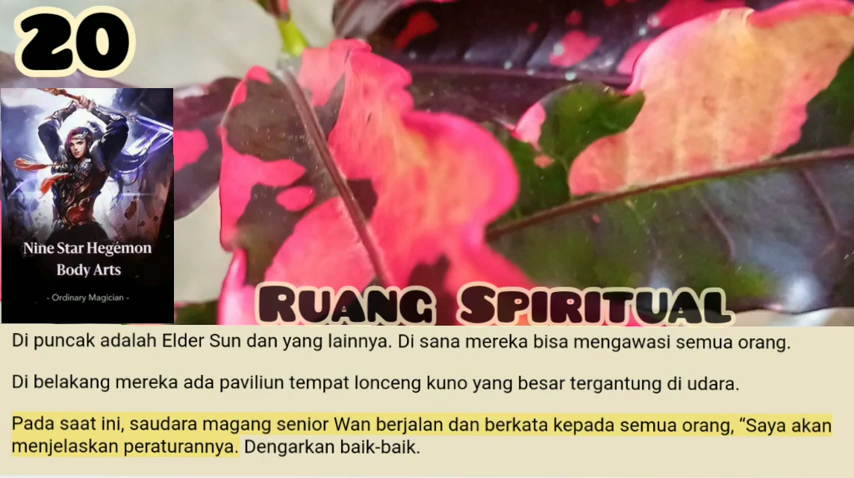 20
Nine Star Hegemon
Body Arts
- Ordinary Magician -
RUANG SPIRITUAL
Di puncak adalah Elder Sun dan yang lainnya. Di sana mereka bisa mengawasi semua orang.
Di belakang mereka ada paviliun tempat lonceng kuno yang besar tergantung di udara.
Pada saat ini, saudara magang senior Wan berjalan dan berkata kepada semua orang, “Saya akan
menjelaskan peraturannya. Dengarkan baik-baik.